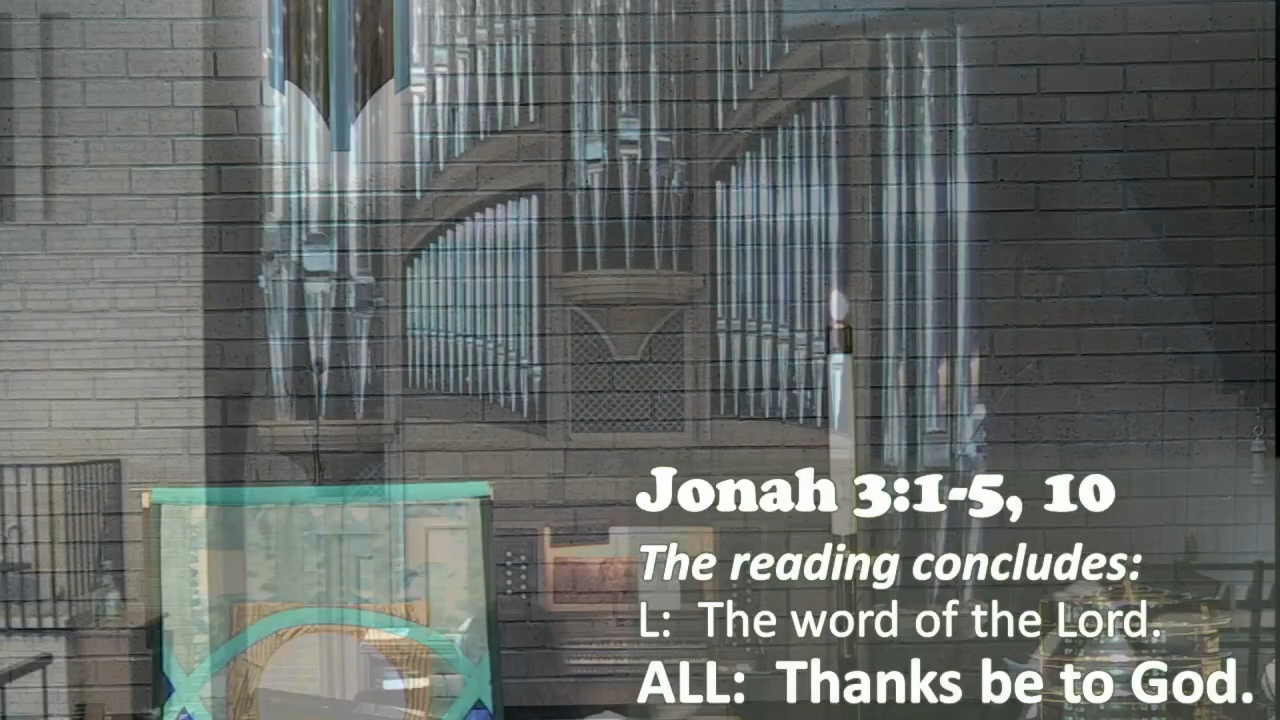 Jonah 3:1-5, 10
The reading concludes:
L: The word of the Lord.
ALL: Thanks be to God.